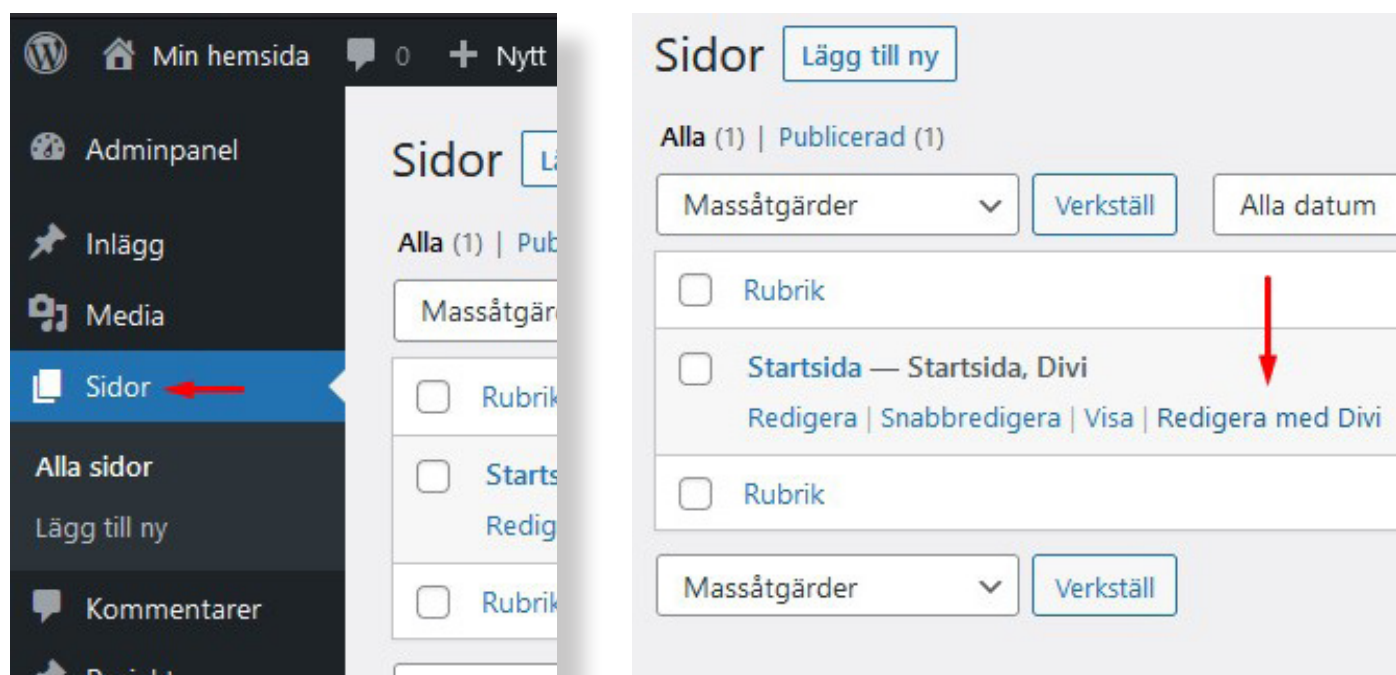 Min hemsida 0 + Nytt
Adminpanel
Inlägg
Media
Sidor
Alla sidor
Lägg till ny
Kommentarer
Sidor
Alla (1) |
Rubrik
Rubrik
Sidor Lägg till ny
Alla (1) | Publicerad (1)
Massåtgärder Verkställ Alla datum
Rubrik
Startsida — Startsida, Divi
Redigera | Snabbredigera | Visa | Redigera med Divi
Rubrik
Massåtgärder Verkställ